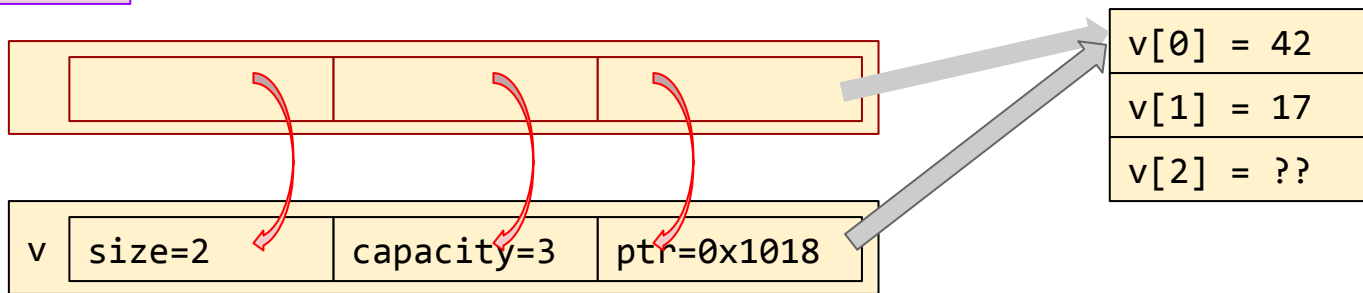 v[0] = 42
v[1] = 17
v[2] = ??
v size=2 capacity=3 ptr=0x1018